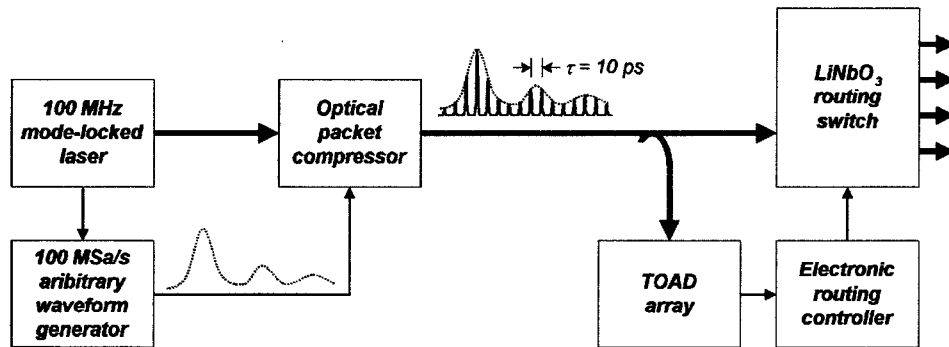 100 MHz
mode-locked
laser
Optical
packet
compressor
τ = 10 ps
LiNbO₃
routing
switch
100 MSa/s
aribitrary
waveform
generator
TOAD
array
Electronic
routing
controller